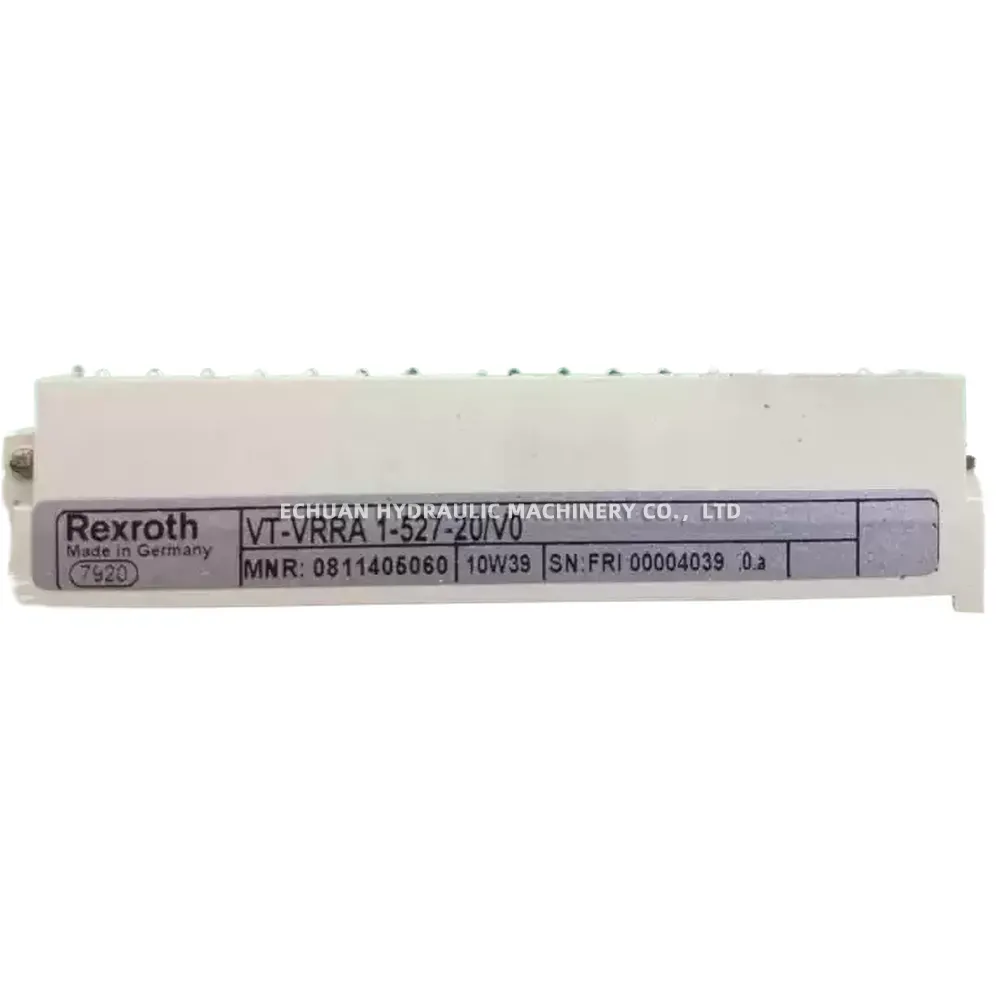 ECHUAN HYDRAULIC MACHINERY CO., LTD
Rexroth
Made in Germany
7920
VT-VRRA 1-527-20/V0
MNR: 0811405060
10W39
SN:FRI 00004039 0.a